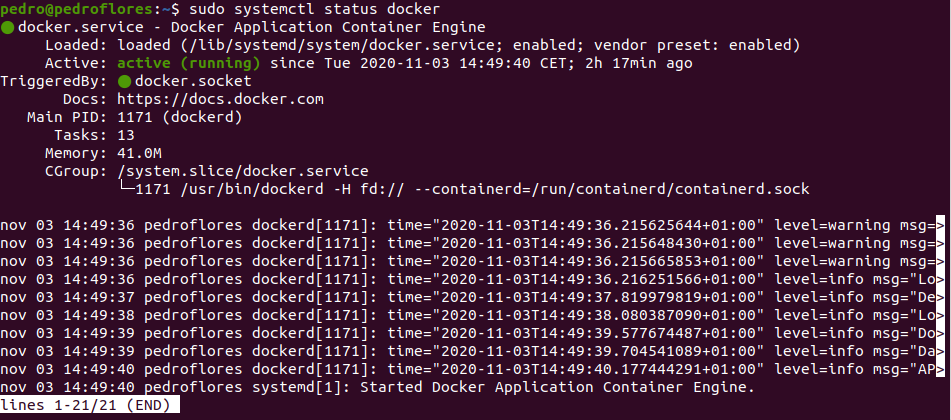 pedro@pedroflores:~$ sudo systemctl status docker
● docker.service - Docker Application Container Engine
Loaded: loaded (/lib/systemd/system/docker.service; enabled; vendor preset: enabled)
Active: active (running) since Tue 2020-11-03 14:49:40 CET; 2h 17min ago
TriggeredBy: ● docker.socket
Docs: https://docs.docker.com
Main PID: 1171 (dockerd)
Tasks: 13
Memory: 41.0M
CGroup: /system.slice/docker.service
└─1171 /usr/bin/dockerd -H fd:// --containerd=/run/containerd/containerd.sock
nov 03 14:49:36 pedroflores dockerd[1171]: time="2020-11-03T14:49:36.215625644+01:00" level=warning msg=>
nov 03 14:49:36 pedroflores dockerd[1171]: time="2020-11-03T14:49:36.215648430+01:00" level=warning msg=>
nov 03 14:49:36 pedroflores dockerd[1171]: time="2020-11-03T14:49:36.215665853+01:00" level=warning msg=>
nov 03 14:49:36 pedroflores dockerd[1171]: time="2020-11-03T14:49:36.216251566+01:00" level=info msg="Lo>
nov 03 14:49:37 pedroflores dockerd[1171]: time="2020-11-03T14:49:37.819979819+01:00" level=info msg="De>
nov 03 14:49:38 pedroflores dockerd[1171]: time="2020-11-03T14:49:38.080387090+01:00" level=info msg="Lo>
nov 03 14:49:39 pedroflores dockerd[1171]: time="2020-11-03T14:49:39.577674487+01:00" level=info msg="Do>
nov 03 14:49:39 pedroflores dockerd[1171]: time="2020-11-03T14:49:39.704541089+01:00" level=info msg="Da>
nov 03 14:49:40 pedroflores dockerd[1171]: time="2020-11-03T14:49:40.177444291+01:00" level=info msg="AP>
nov 03 14:49:40 pedroflores systemd[1]: Started Docker Application Container Engine.
lines 1-21/21 (END)